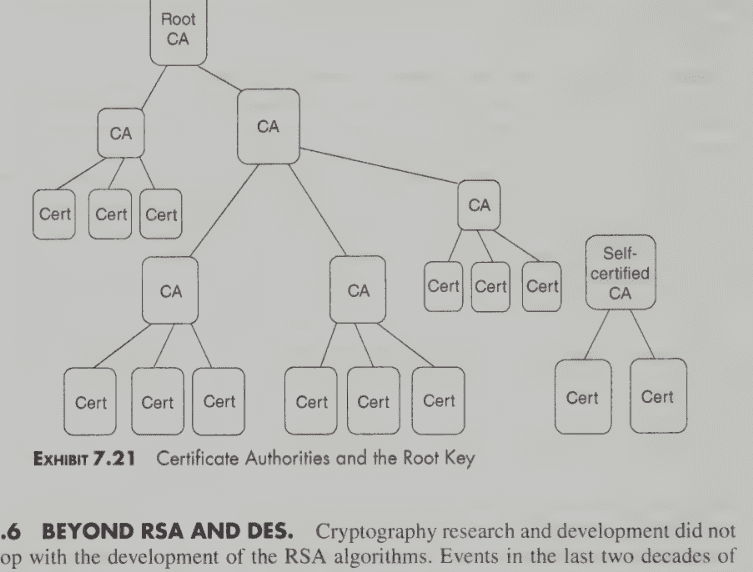 Root
CA
CA
CA
Cert
Cert
Cert
CA
Self-
certified
CA
CA
CA
Cert
Cert
Cert
Cert
Cert
Cert
Cert
Cert
Cert
Cert
Cert
EXHIBIT 7.21 Certificate Authorities and the Root Key
.6 BEYOND RSA AND DES. Cryptography research and development did not
op with the development of the RSA algorithms. Events in the last two decades of